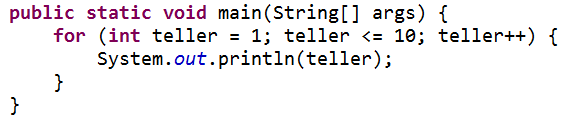 public static void main(String[] args) {
    for (int teller = 1; teller <= 10; teller++) {
        System.out.println(teller);
    }
}